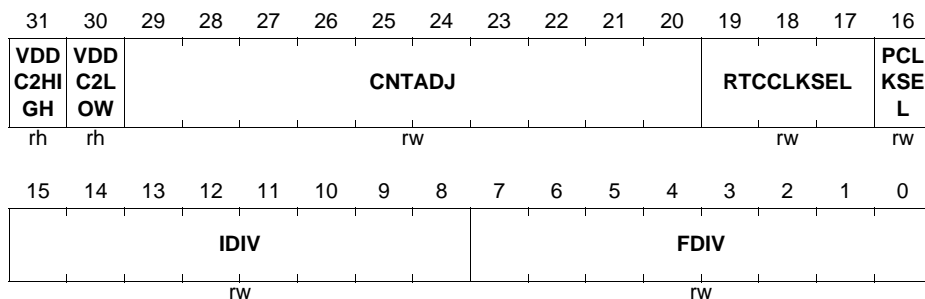 31 30 29 28 27 26 25 24 23 22 21 20 19 18 17 16
VDD VDD PCL
C2HI C2L CNTADJ RTCCLKSEL KSE
GH OW L
rh rh rw rw rw
15 14 13 12 11 10 9 8 7 6 5 4 3 2 1 0
IDIV FDIV
rw rw